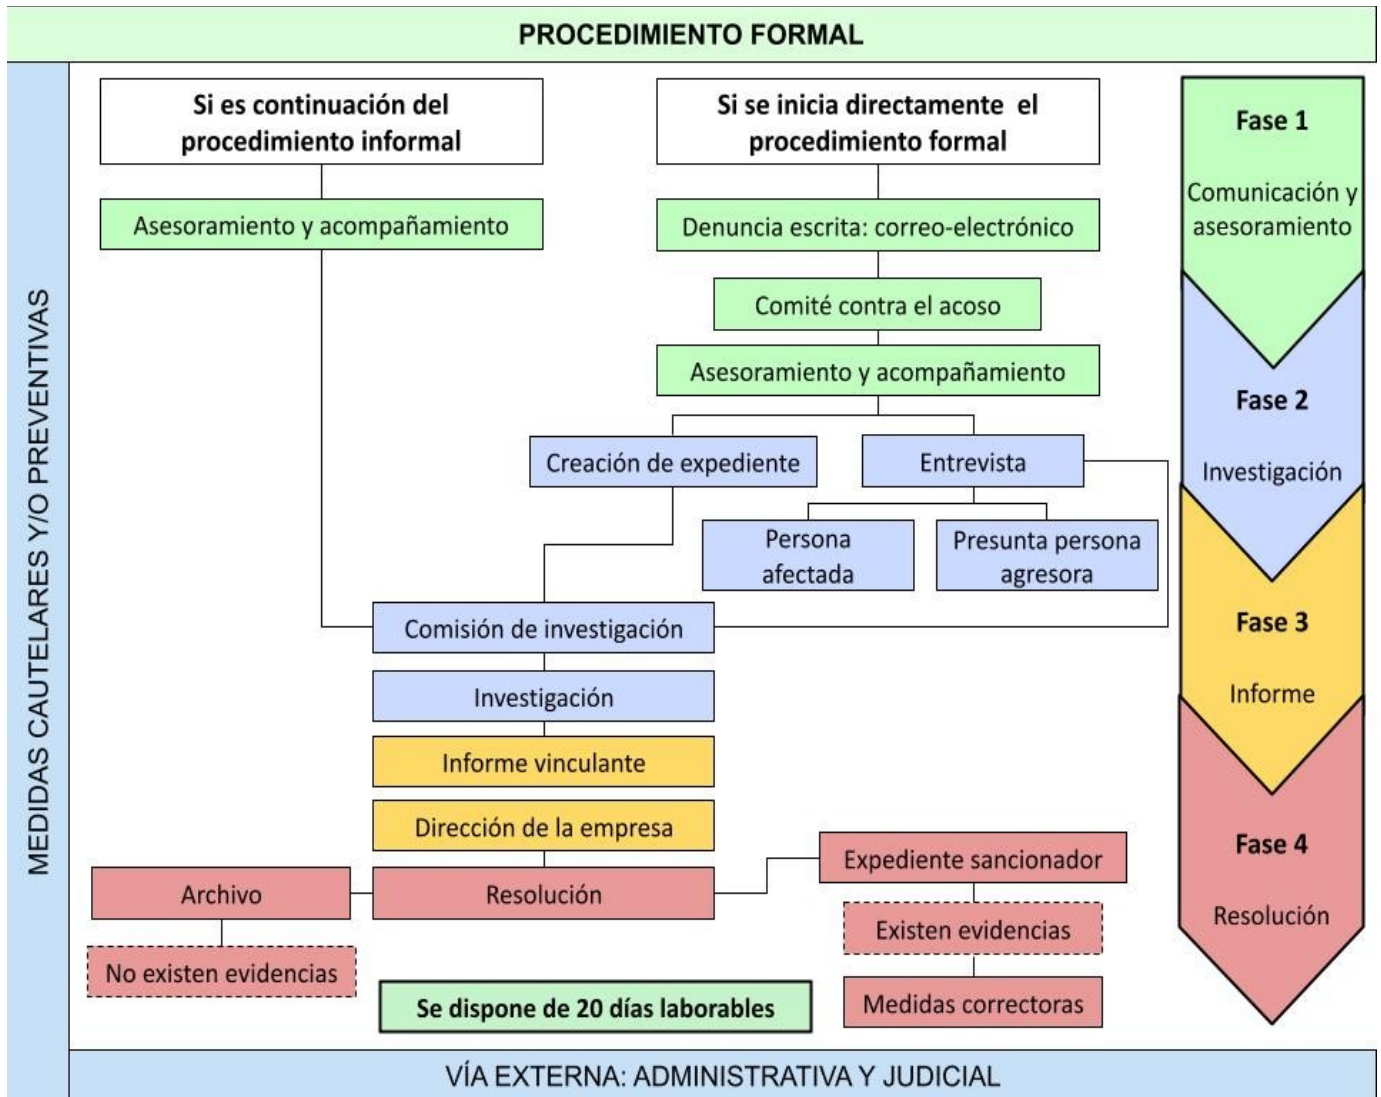 PROCEDIMIENTO FORMAL
MEDIDAS CAUTELARES Y/O PREVENTIVAS
Si es continuación del
procedimiento informal
Asesoramiento y acompañamiento
Si se inicia directamente el
procedimiento formal
Denuncia escrita: correo-electrónico
Comité contra el acoso
Asesoramiento y acompañamiento
Creación de expediente
Entrevista
Persona
afectada
Presunta persona
agresora
Comisión de investigación
Investigación
Informe vinculante
Dirección de la empresa
Resolución
Archivo
No existen evidencias
Expediente sancionador
Existen evidencias
Medidas correctoras
Se dispone de 20 días laborables
Fase 1
Comunicación y
asesoramiento
Fase 2
Investigación
Fase 3
Informe
Fase 4
Resolución
VÍA EXTERNA: ADMINISTRATIVA Y JUDICIAL